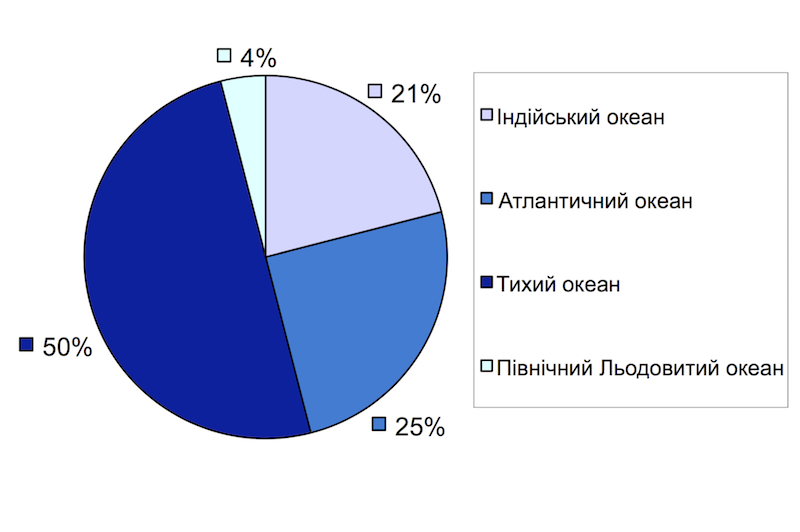 4%
21%
50%
25%
Індійський океан
Атлантичний океан
Тихий океан
Північний Льодовитий океан